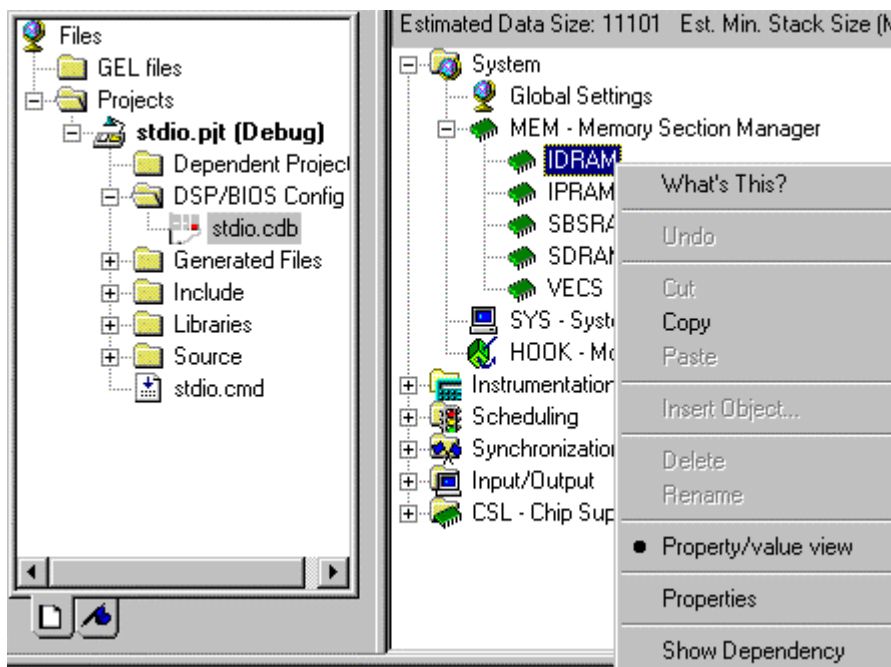 Files
GEL files
Projects
stdio.pjt (Debug)
Dependent Project
DSP/BIOS Config
stdio.cdb
Generated Files
Include
Libraries
Source
stdio.cmd
Estimated Data Size: 11101 Est. Min. Stack Size (
System
Global Settings
MEM - Memory Section Manager
IDRAM
IPRAM
SBSRA
SDRAM
VECS
SYS - Syst
HOOK - Mo
Instrumentation
Scheduling
Synchronization
Input/Output
CSL - Chip Sup
What's This?
Undo
Cut
Copy
Paste
Insert Object...
Delete
Rename
Property/value view
Properties
Show Dependency